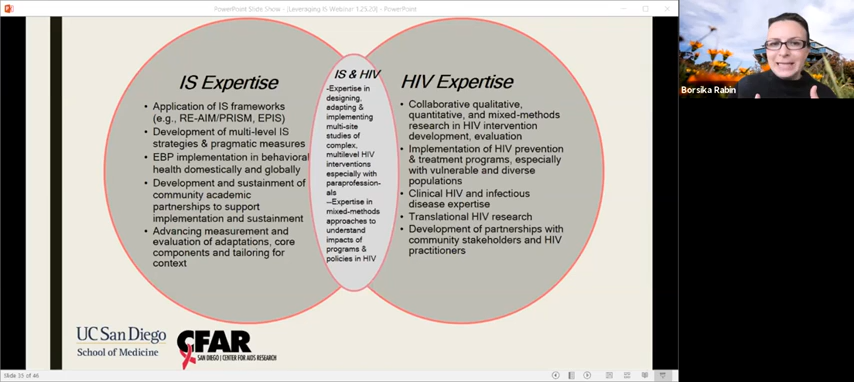 PowerPoint Slide Show - [Leveraging IS Webinar 1.25.20] - PowerPoint
IS Expertise
• Application of IS frameworks
(e.g., RE-AIM/PRISM, EPIS)
• Development of multi-level IS
strategies & pragmatic measures
• EBP implementation in behavioral
health domestically and globally
• Development and sustainment of
community academic
partnerships to support
implementation and sustainment
• Advancing measurement and
evaluation of adaptations, core
components and tailoring for
context
IS & HIV
-Expertise in
designing,
adapting &
implementing
multi-site
studies of
complex,
multilevel HIV
interventions
especially with
paraprofession-
als
--Expertise in
mixed-methods
approaches to
understand
impacts of
programs &
policies in HIV
HIV Expertise
• Collaborative qualitative,
quantitative, and mixed-methods
research in HIV intervention
development, evaluation
• Implementation of HIV prevention
& treatment programs, especially
with vulnerable and diverse
populations
• Clinical HIV and infectious
disease expertise
• Translational HIV research
• Development of partnerships with
community stakeholders and HIV
practitioners
UC San Diego
School of Medicine
CFAR
SAN DIEGO | CENTER FOR AIDS RESEARCH
Borsika Rabin